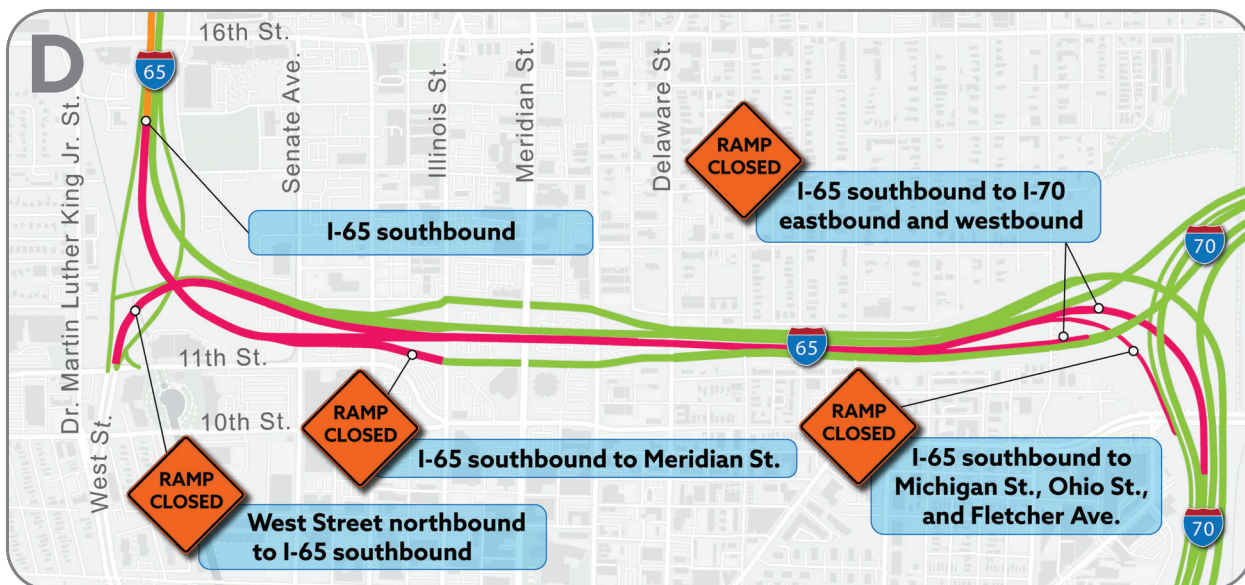 D
16th St.
65
Dr. Martin Luther King Jr. St.
Senate Ave.
Illinois St.
Meridian St.
Delaware St.
RAMP
CLOSED
I-65 southbound to I-70
eastbound and westbound
I-65 southbound
70
65
11th St.
10th St.
West St.
RAMP
CLOSED
I-65 southbound to Meridian St.
RAMP
CLOSED
I-65 southbound to
Michigan St., Ohio St.,
and Fletcher Ave.
RAMP
CLOSED
West Street northbound
to I-65 southbound
70